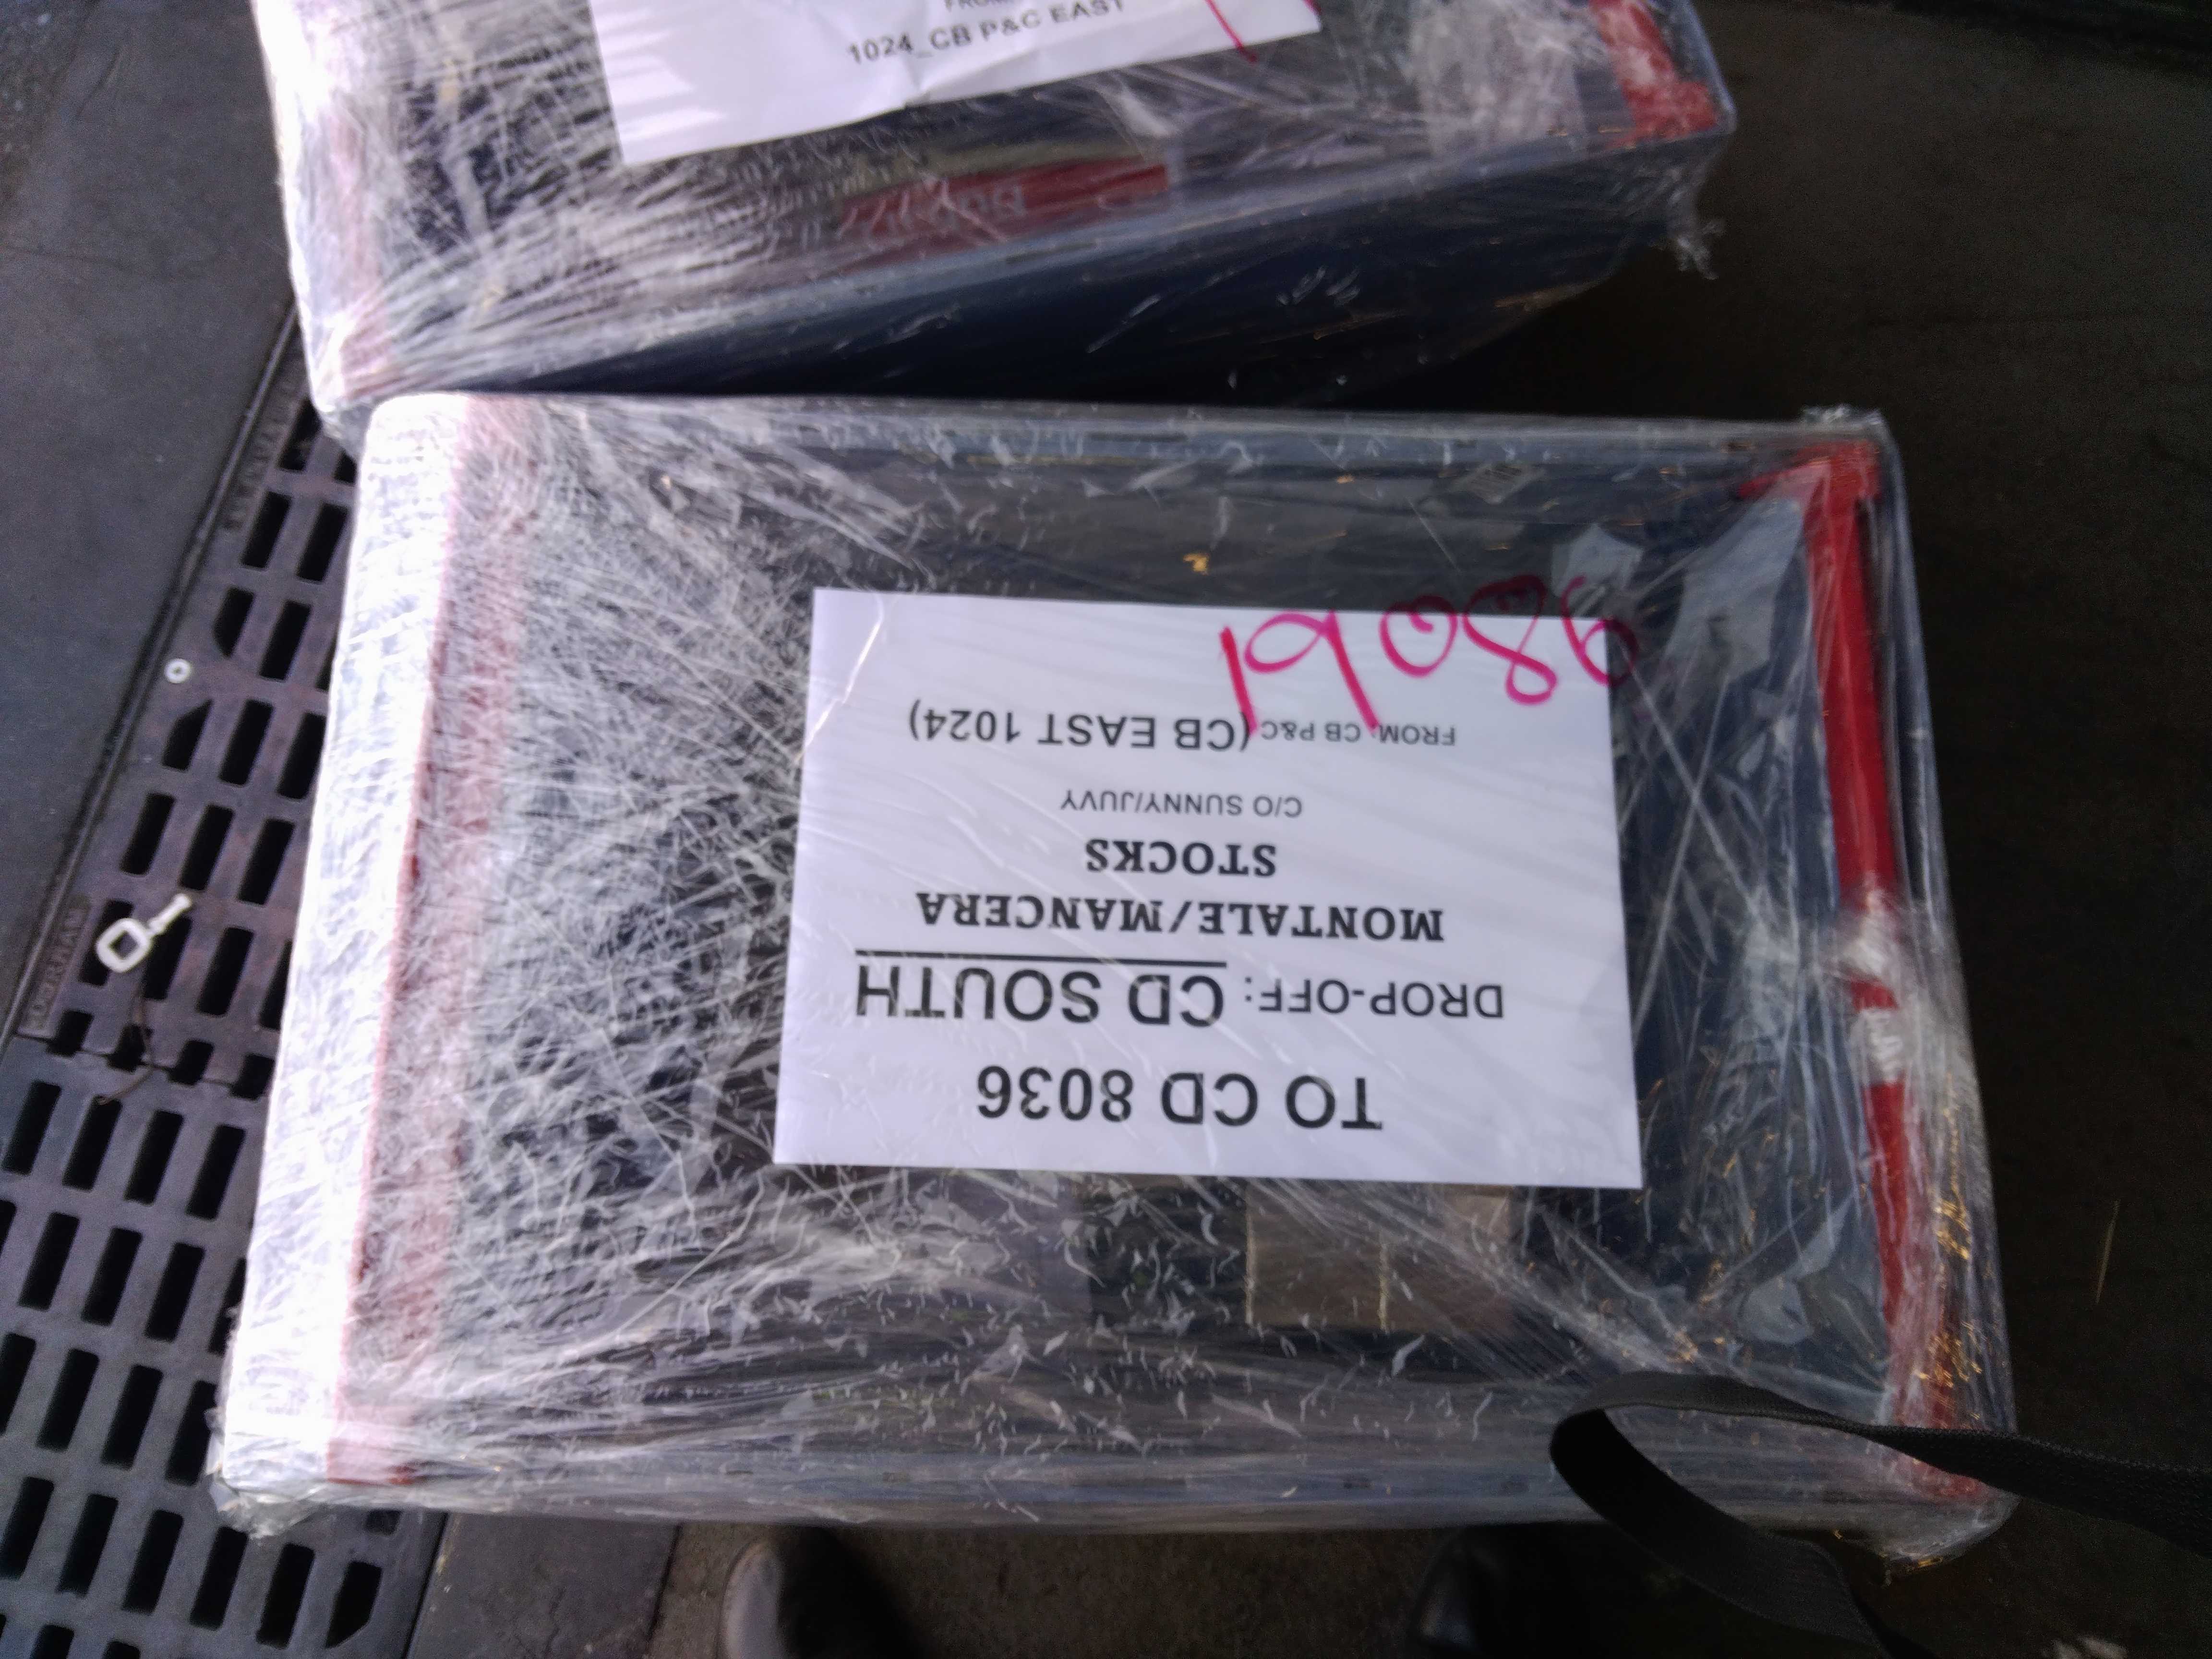 1024_CB P&C EAST
TO CD 8036
DROP-OFF: CD SOUTH
MONTALE/MANCERA
STOCKS
C/O SUNNY/JUVY
FROM: CB P&C (CB EAST 1024)